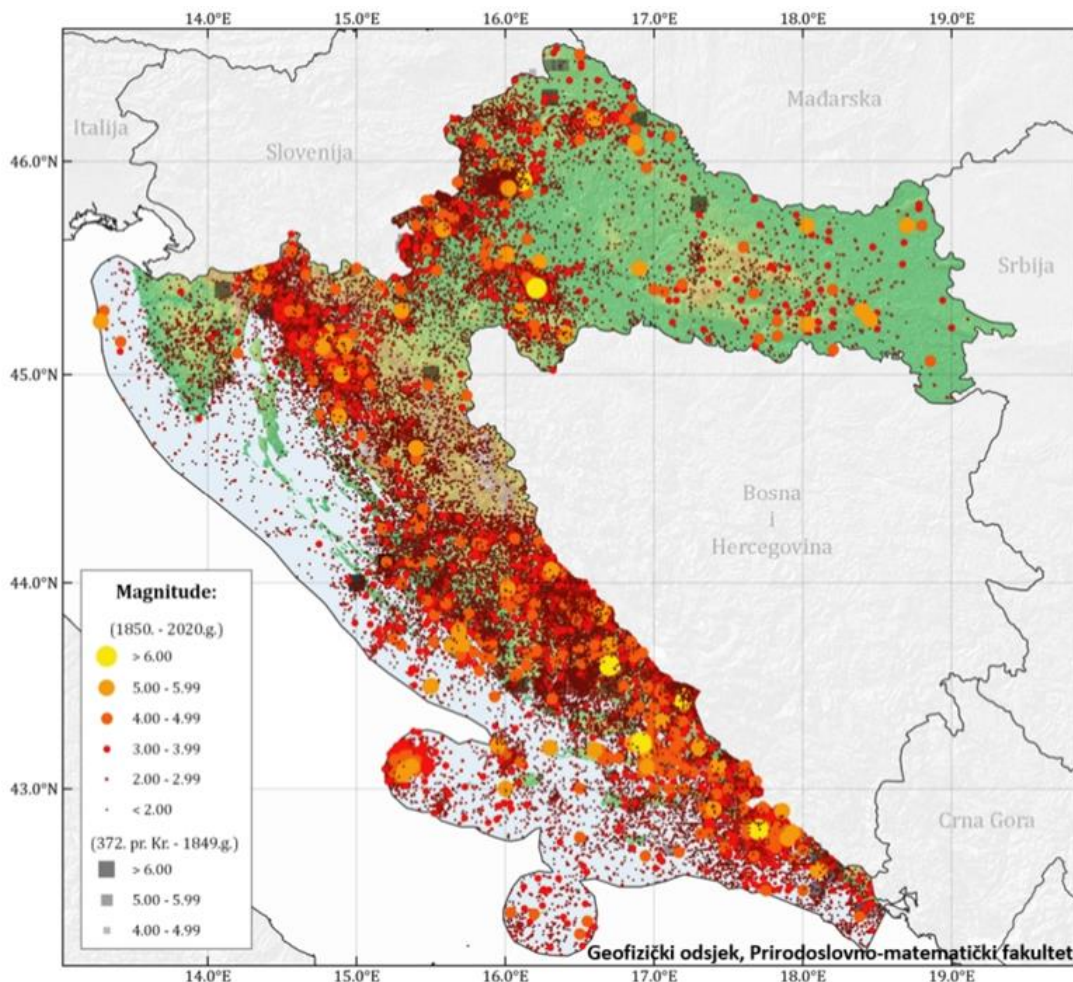 14.0°E 15.0°E 16.0°E 17.0°E 18.0°E 19.0°E
Mađarska
Italija
Slovenija
46.0°N
Srbija
45.0°N
Bosna
i
Hercegovina
44.0°N
Magnitude:
(1850. - 2020.g.)
> 6.00
5.00 - 5.99
4.00 - 4.99
3.00 - 3.99
2.00 - 2.99
< 2.00
43.0°N
Crna Gora
(372. pr. Kr. - 1849.g.)
> 6.00
5.00 - 5.99
4.00 - 4.99
Geofizički odsjek, Prirodoslovno-matematički fakultet
14.0°E 15.0°E 16.0°E 17.0°E 18.0°E 19.0°E